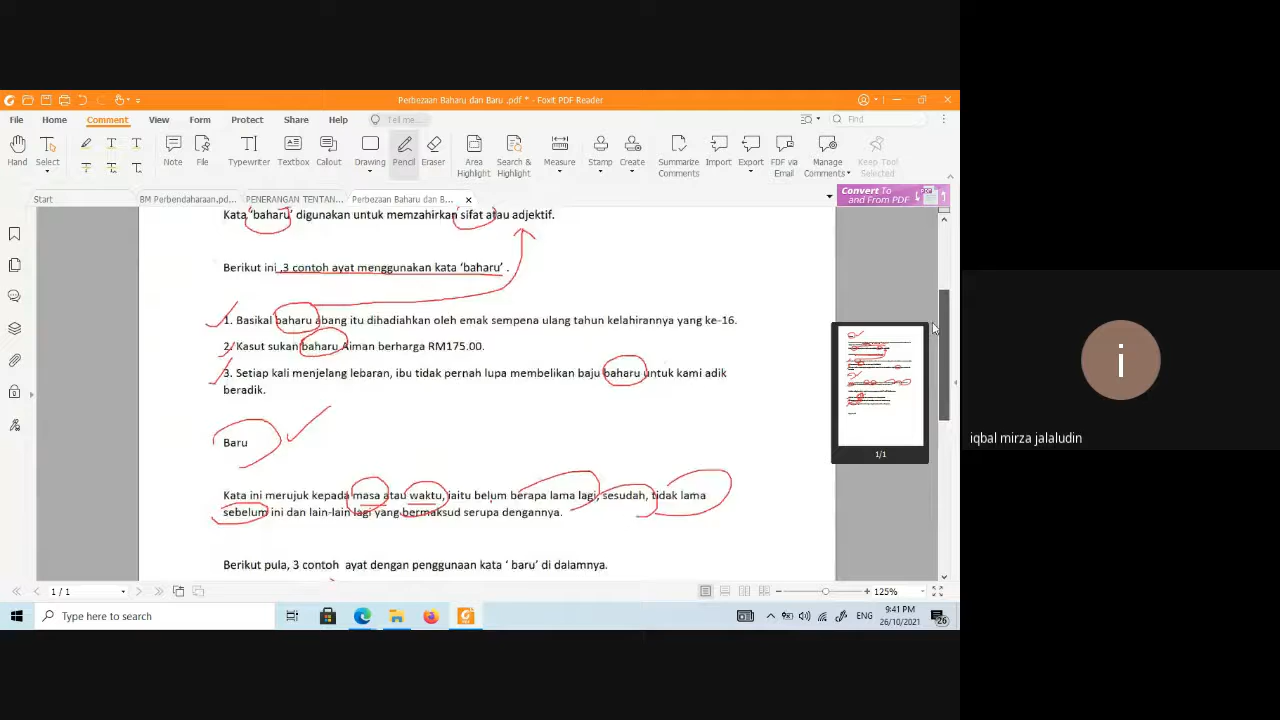 Perbezaan Baharu dan Baru .pdf * - Foxit PDF Reader
File Home Comment View Form Protect Share Help Tell me... Find
Hand Select Note File Typewriter Textbox Callout Drawing Pencil Eraser Area Highlight Search & Highlight Measure Stamp Create Summarize Comments Import Export FDF via Email Manage Comments Keep Tool Selected
Start BM Perbendaharaan.pd... PENERANGAN TENTAN... Perbezaan Baharu dan B...
Convert To and From PDF
Kata ‘baharu’ digunakan untuk memzahirkan sifat atau adjektif.
Berikut ini ,3 contoh ayat menggunakan kata ‘baharu’ .
1. Basikal baharu abang itu dihadiahkan oleh emak sempena ulang tahun kelahirannya yang ke-16.
2. Kasut sukan baharu Aiman berharga RM175.00.
3. Setiap kali menjelang lebaran, ibu tidak pernah lupa membelikan baju baharu untuk kami adik
beradik.
Baru
Kata ini merujuk kepada masa atau waktu, iaitu belum berapa lama lagi, sesudah, tidak lama
sebelum ini dan lain-lain lagi yang bermaksud serupa dengannya.
Berikut pula, 3 contoh ayat dengan penggunaan kata ‘ baru’ di dalamnya.
1/1
i
iqbal mirza jalaludin
1 / 1
125%
Type here to search
ENG
9:41 PM
26/10/2021
26